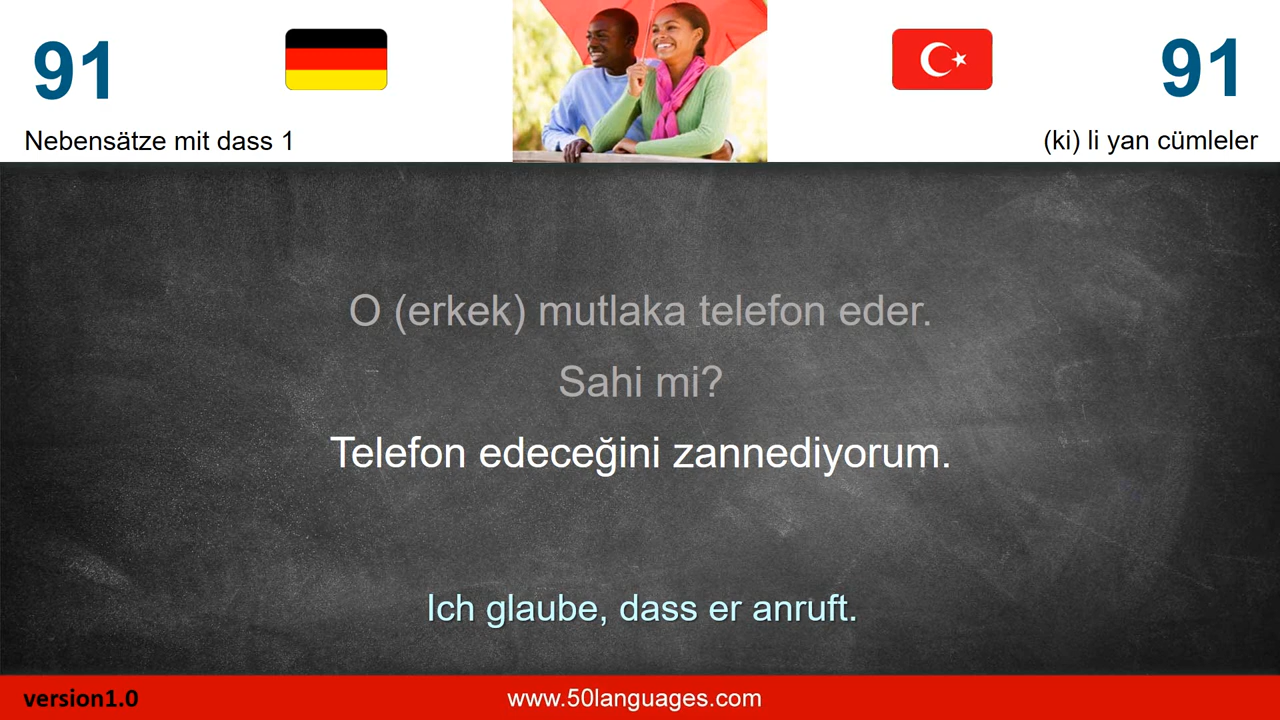 91
91
Nebensätze mit dass 1
(ki) li yan cümleler
O (erkek) mutlaka telefon eder.
Sahi mi?
Telefon edeceğini zannediyorum.
Ich glaube, dass er anruft.
version1.0
www.50languages.com